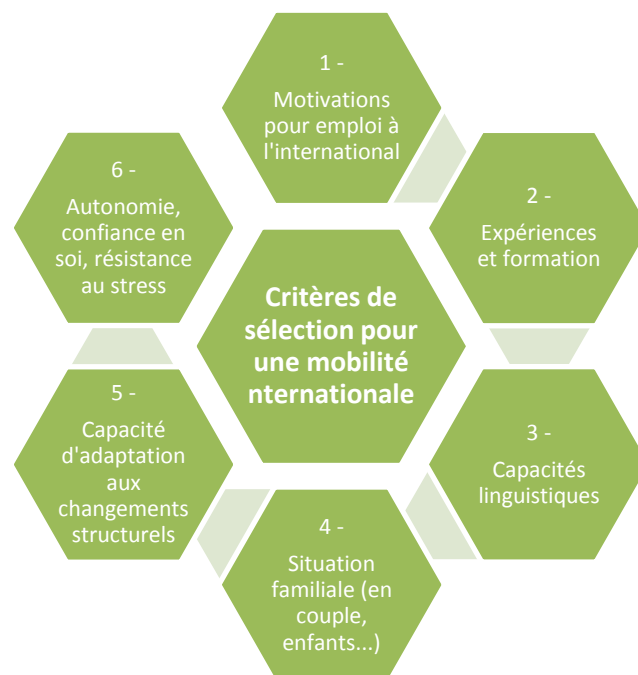 1 -
Motivations
pour emploi à
l'international
2 -
Expériences
et formation
3 -
Capacités
linguistiques
4 -
Situation
familiale (en
couple,
enfants...)
5 -
Capacité
d'adaptation
aux
changements
structurels
6 -
Autonomie,
confiance en
soi, résistance
au stress
Critères de
sélection pour
une mobilité
nternationale